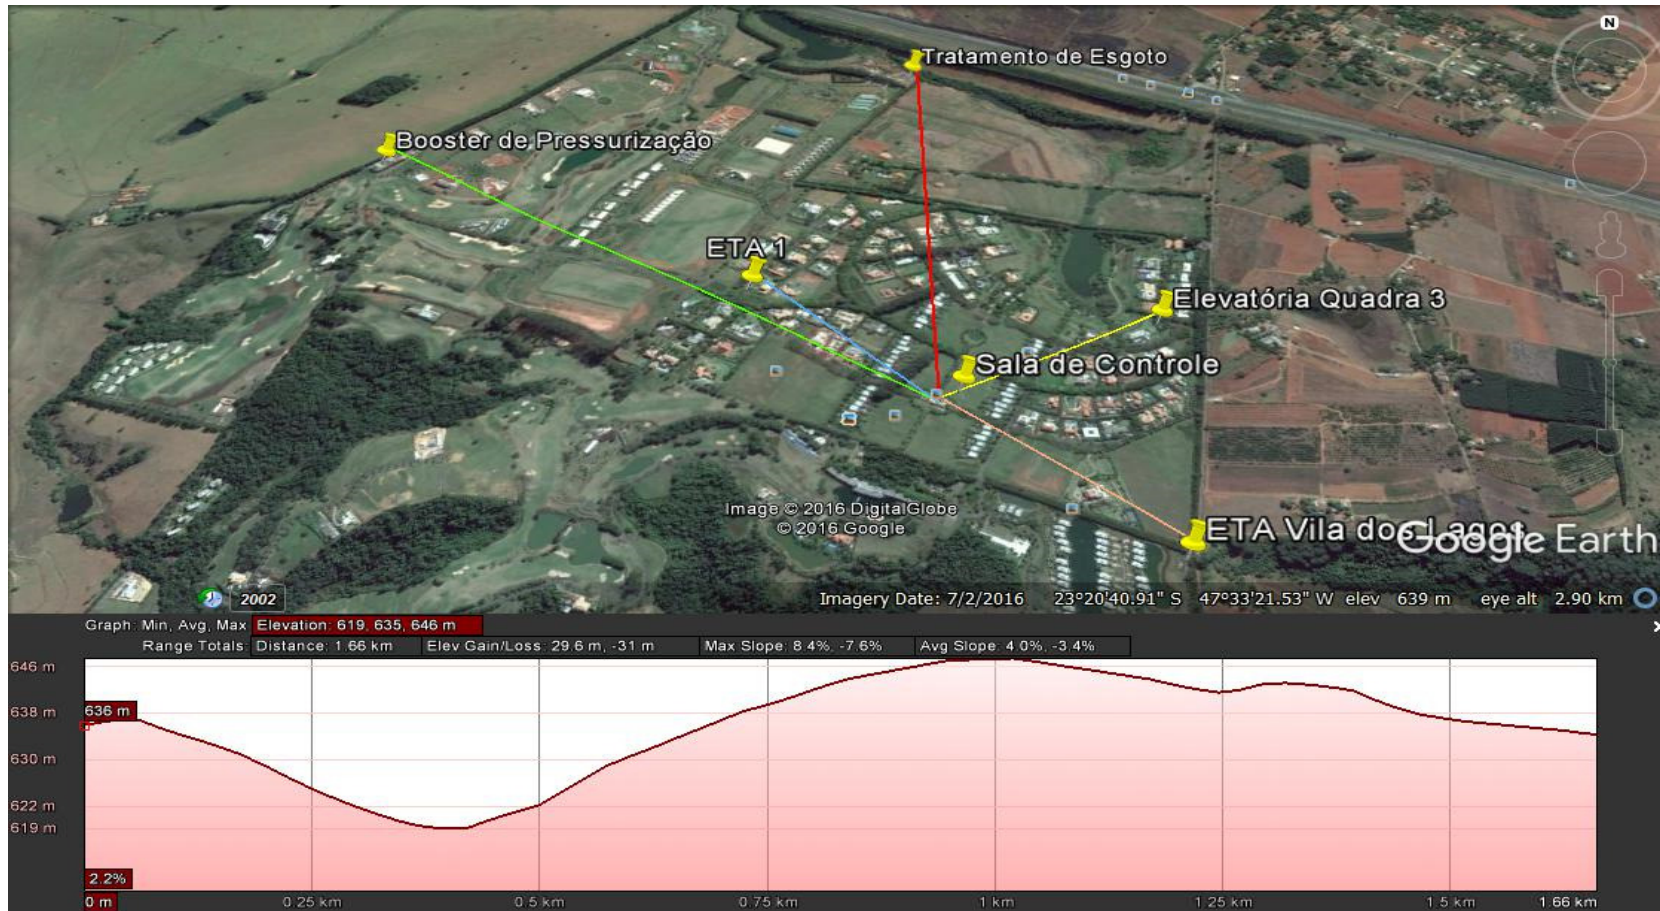 N
Tratamento de Esgoto
Booster de Pressurização
ETA 1
Elevatória Quadra 3
Sala de Controle
ETA Vila dos Lagos
Google Earth
Image © 2016 DigitalGlobe
© 2016 Google
2002
Imagery Date: 7/2/2016 23°20'40.91" S 47°33'21.53" W elev 639 m eye alt 2.90 km
Graph: Min, Avg, Max Elevation: 619, 635, 646 m
Range Totals: Distance: 1.66 km Elev Gain/Loss: 29.6 m, -31 m Max Slope: 8.4%, -7.6% Avg Slope: 4.0%, -3.4%
646 m
638 m
636 m
630 m
622 m
619 m
2.2%
0 m 0.25 km 0.5 km 0.75 km 1 km 1.25 km 1.5 km 1.66 km